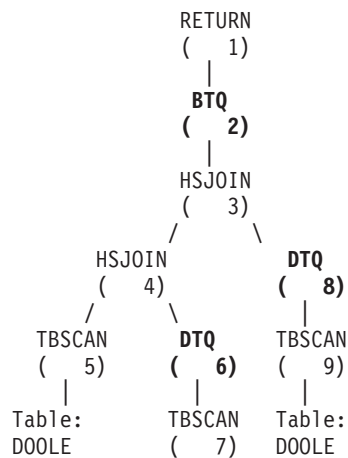 RETURN
( 1)
|
BTQ
( 2)
|
HSJOIN
( 3)
/ \
HSJOIN DTQ
( 4) ( 8)
/ \ |
TBSCAN DTQ TBSCAN
( 5) ( 6) ( 9)
| | |
Table: TBSCAN Table:
DOOLE ( 7) DOOLE